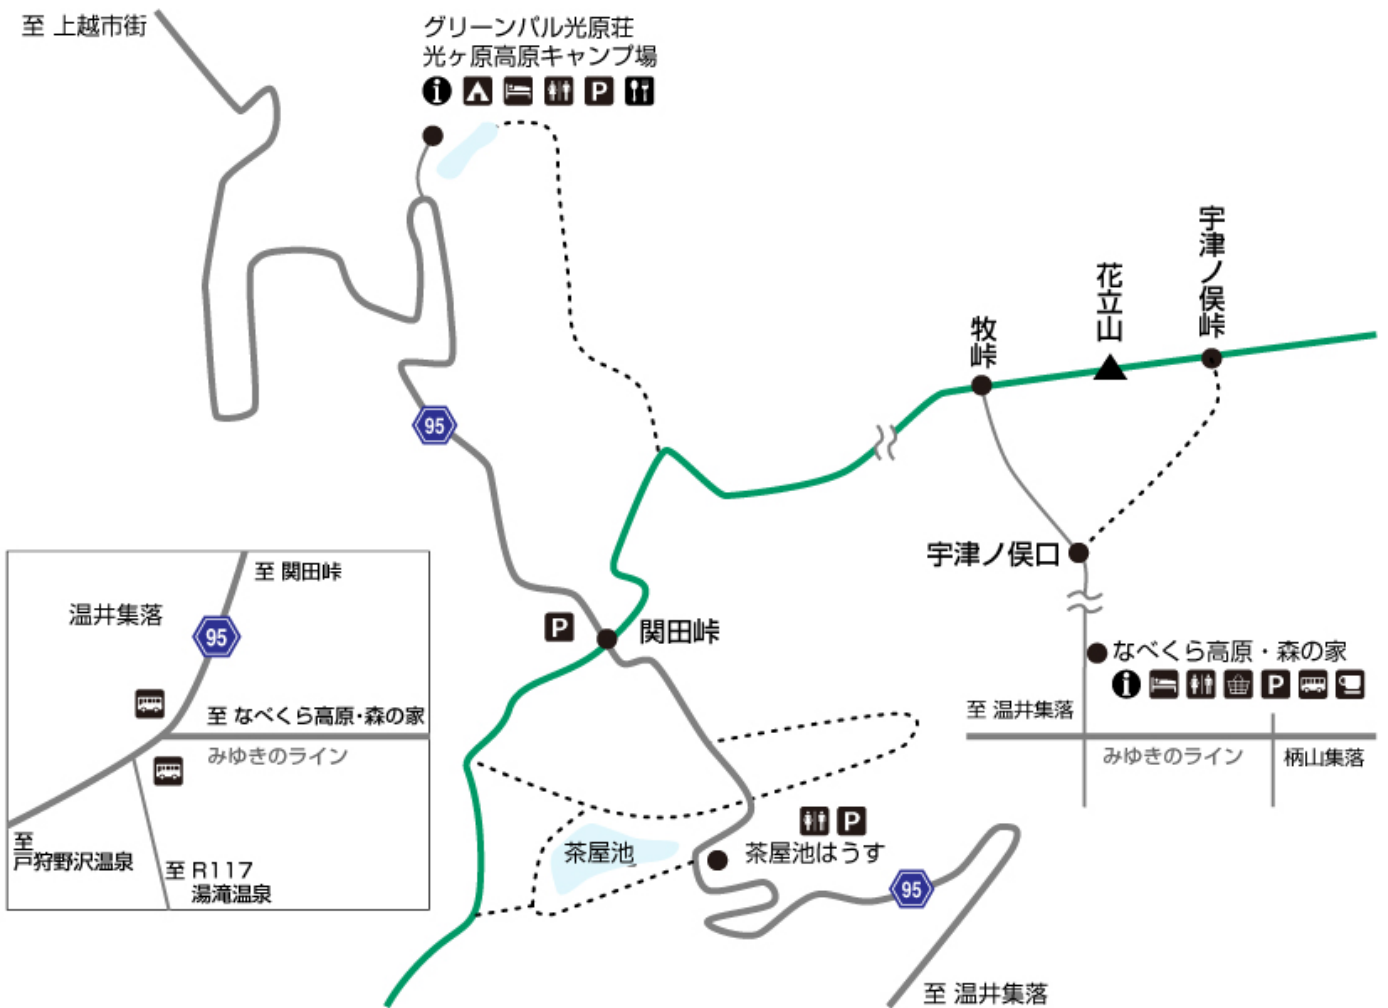 至 上越市街
グリーンパル光原荘
光ヶ原高原キャンプ場
i
P
宇津ノ俣峠
花立山
牧峠
95
宇津ノ俣口
至 関田峠
温井集落
95
P
関田峠
なべくら高原・森の家
i
P
至 なべくら高原・森の家
みゆきのライン
至 温井集落
みゆきのライン
柄山集落
至
戸狩野沢温泉
至 R117
湯滝温泉
P
茶屋池
茶屋池はうす
95
至 温井集落